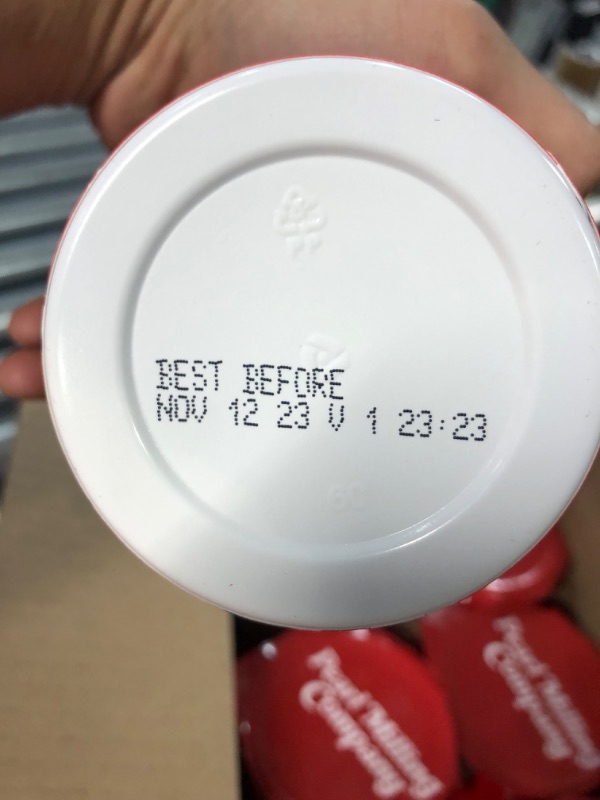 BEST BEFORE
NOV 12 23 V 1 23:23
Pearl Milling
Company
Pearl Milling
Company